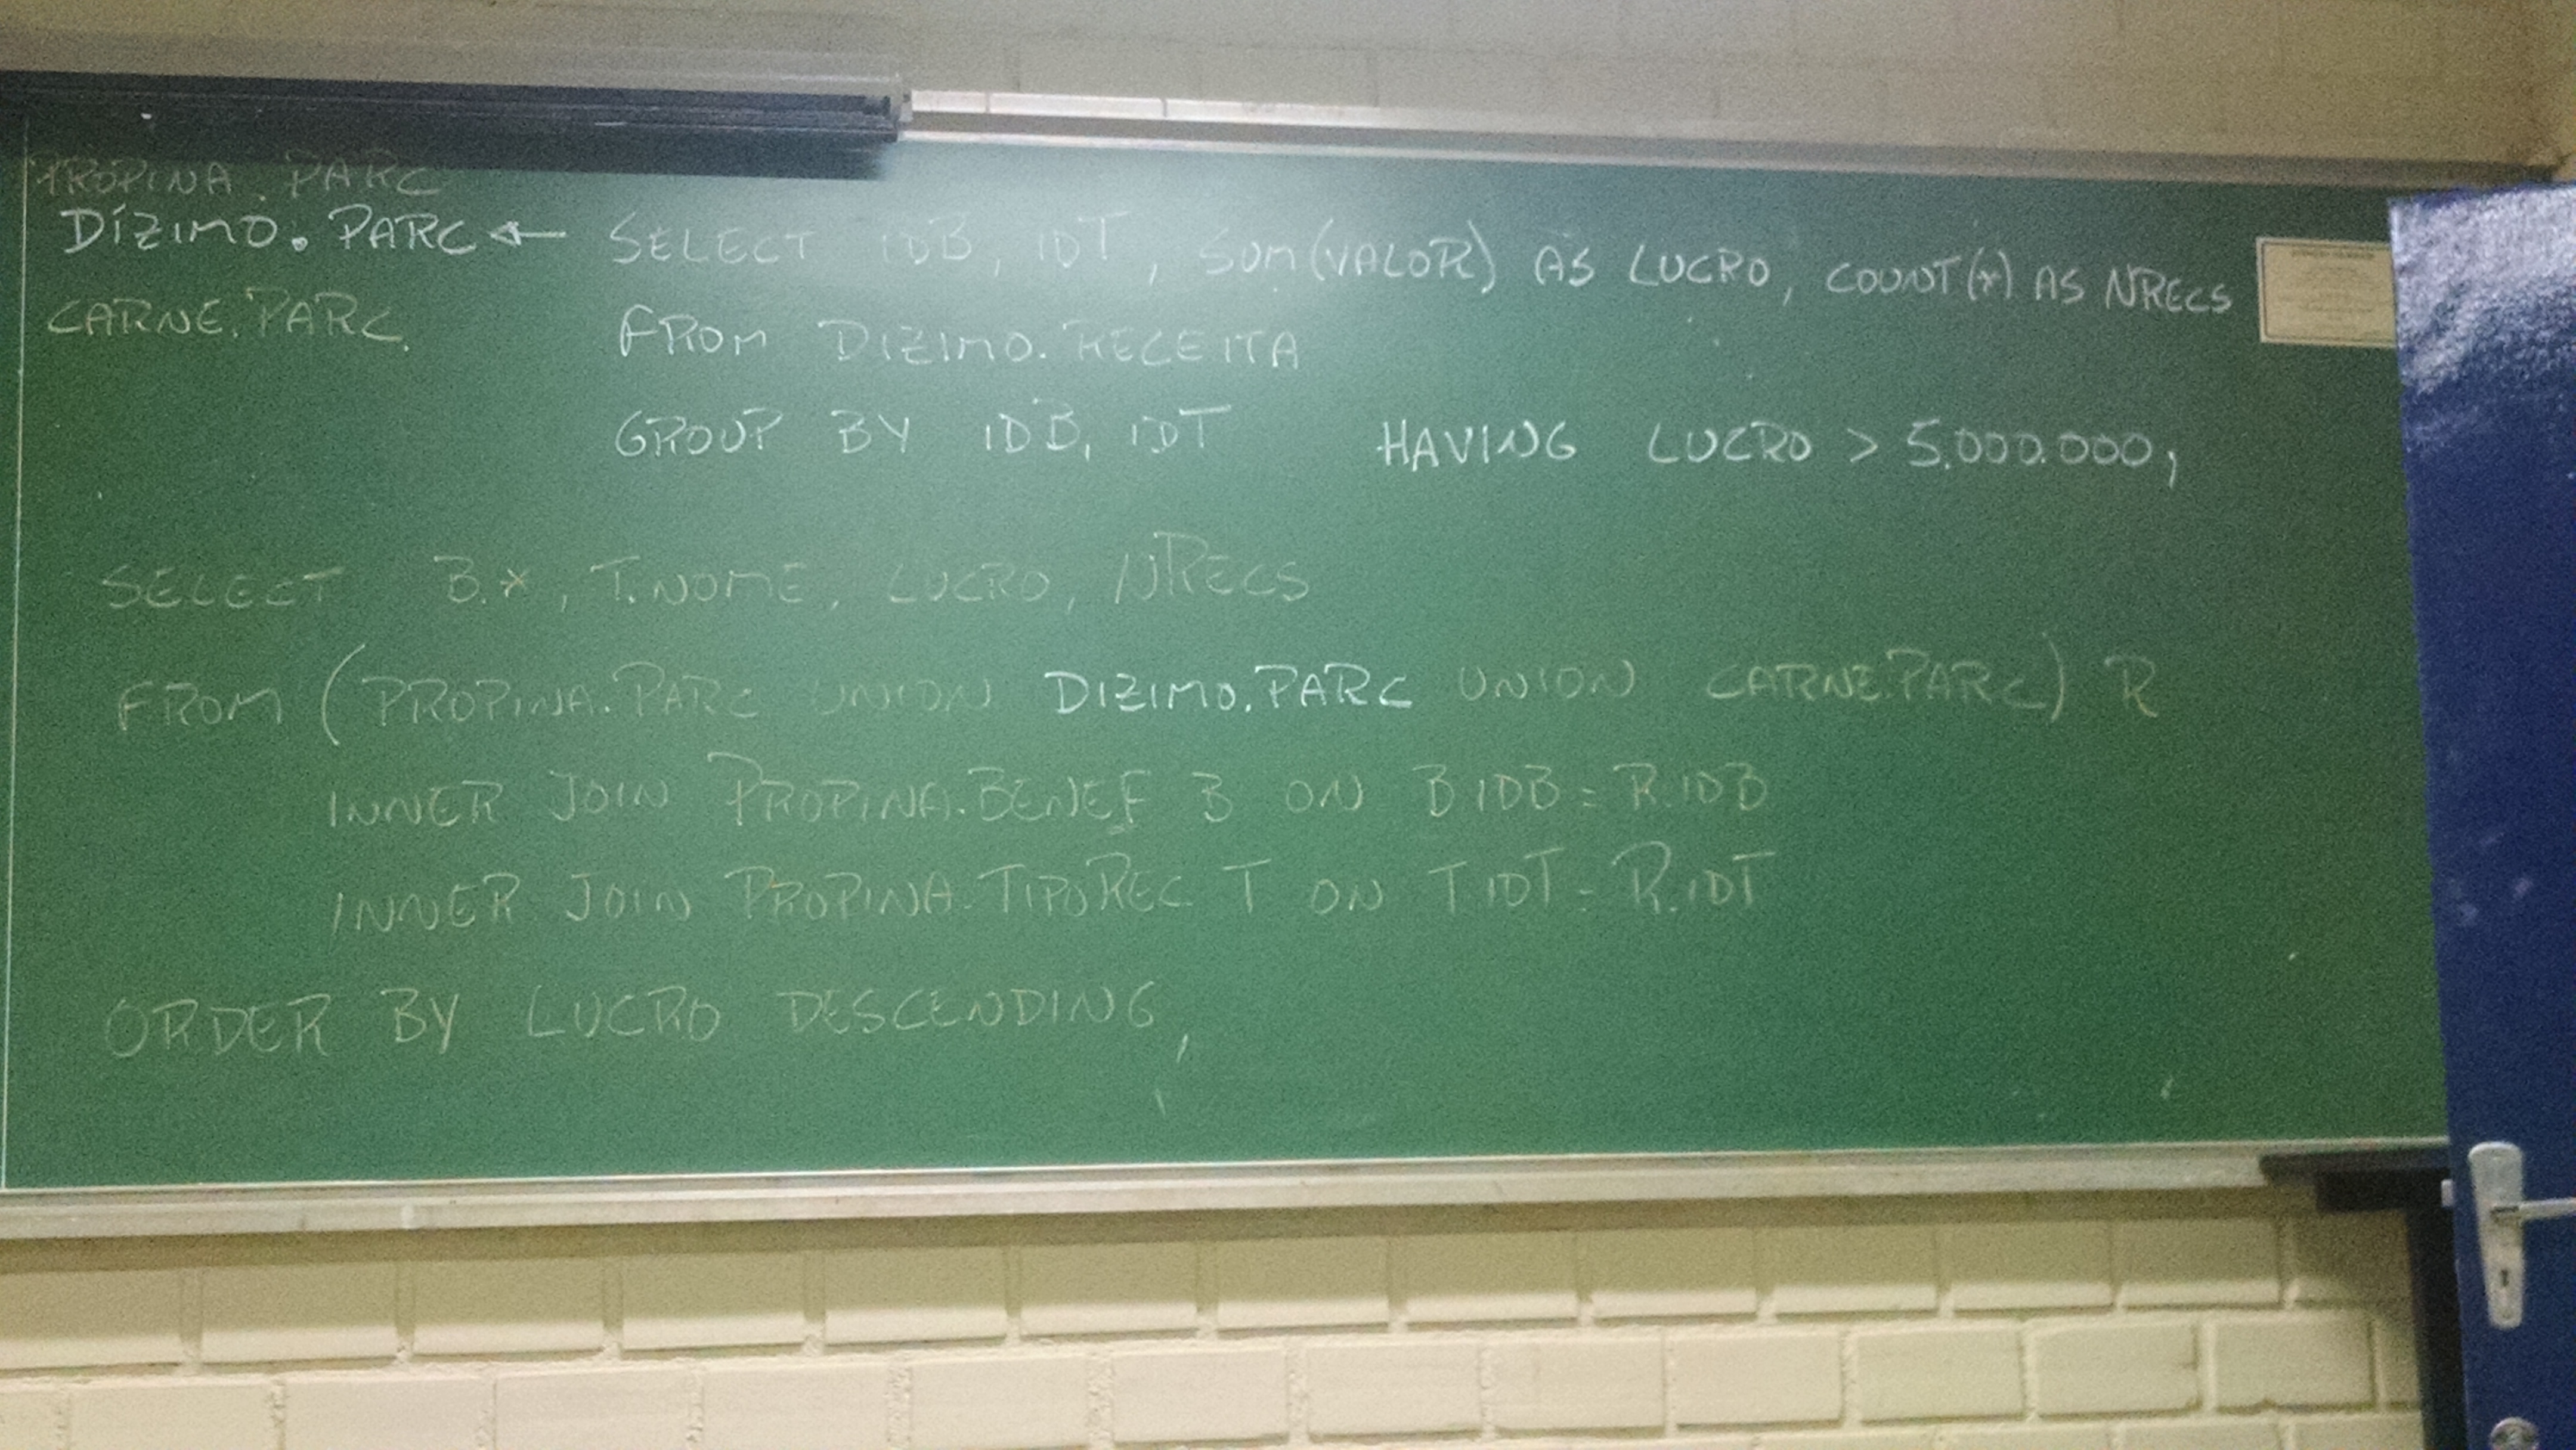 PROPINA.PARC
DÍZIMO.PARC ← SELECT IDB, IDT, SUM(VALOR) AS LUCRO, COUNT(*) AS NRECS
CARNE.PARC. FROM DIZIMO.RECEITA
GROUP BY IDB, IDT HAVING LUCRO > 5.000.000;
SELECT B.*, T.NOME, LUCRO, NRECS
FROM (PROPINA.PARC UNION DIZIMO.PARC UNION CARNE.PARC) R
INNER JOIN PROPINA.BENEF B ON B.IDB = R.IDB
INNER JOIN PROPINA.TIPOREC T ON T.IDT = R.IDT
ORDER BY LUCRO DESCENDING;